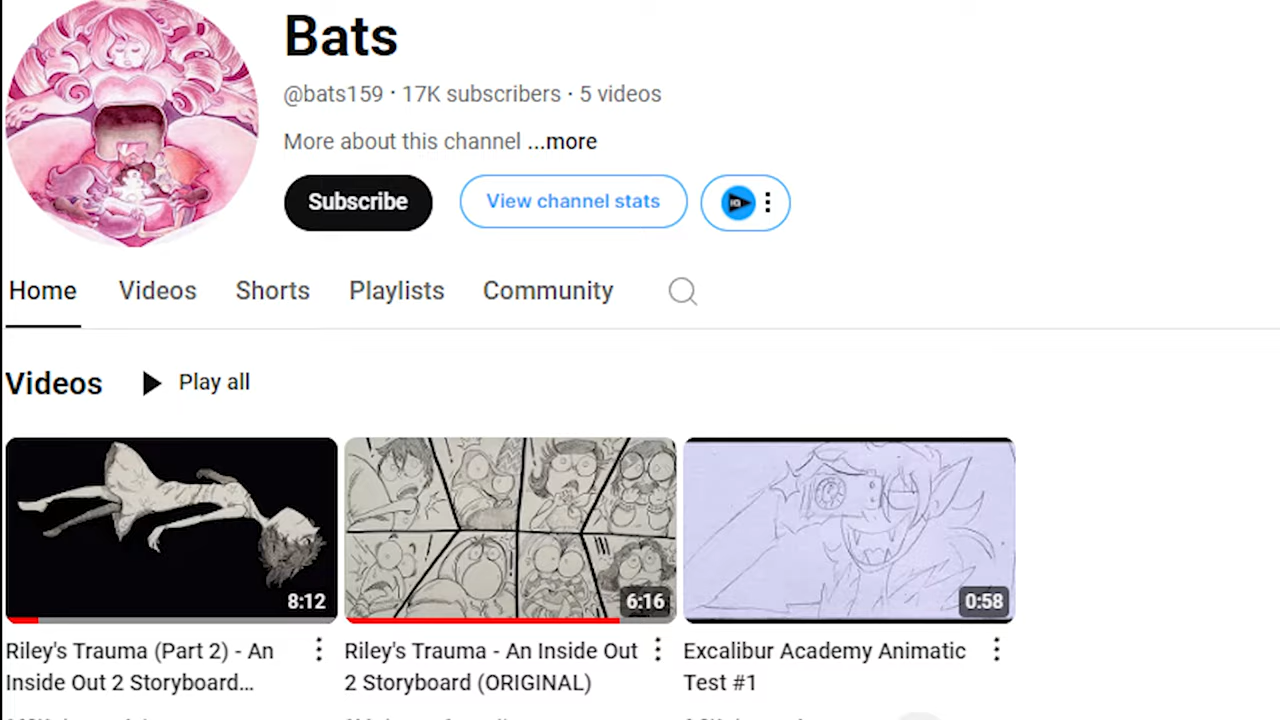 Bats
@bats159 · 17K subscribers · 5 videos
More about this channel ...more
Subscribe
View channel stats
IQ
Home
Videos
Shorts
Playlists
Community
Videos
Play all
8:12
6:16
0:58
Riley's Trauma (Part 2) - An
Inside Out 2 Storyboard...
Riley's Trauma - An Inside Out
2 Storyboard (ORIGINAL)
Excalibur Academy Animatic
Test #1